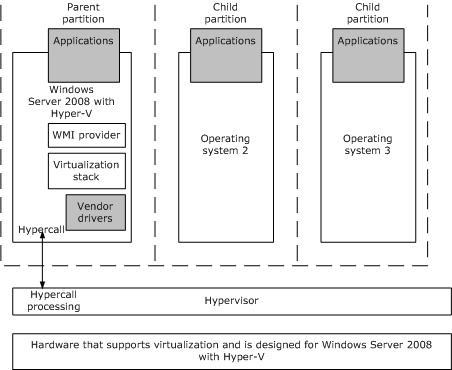 Parent
partition
Child
partition
Child
partition
Applications
Applications
Applications
Windows
Server 2008 with
Hyper-V
WMI provider
Virtualization
stack
Vendor
drivers
Hypercall
Operating
system 2
Operating
system 3
Hypercall
processing
Hypervisor
Hardware that supports virtualization and is designed for Windows Server 2008
with Hyper-V